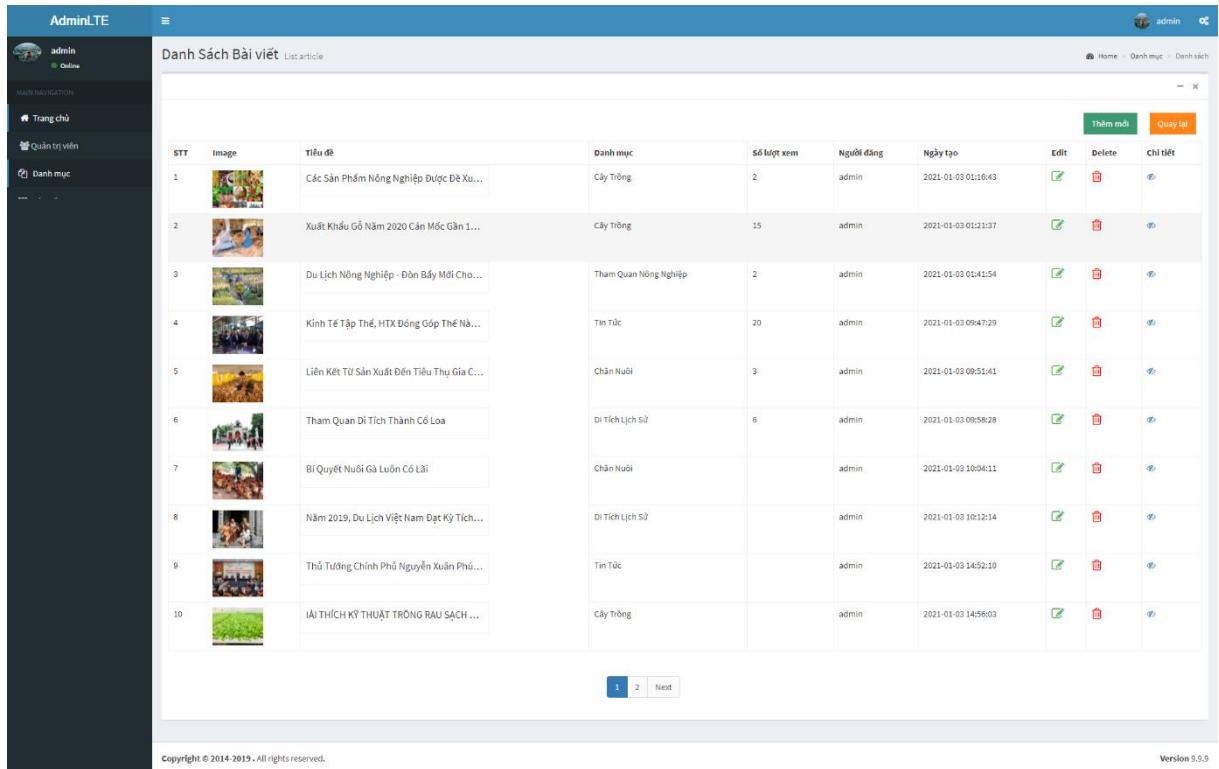 AdminLTE
admin
admin
Online
Danh Sách Bài viết List article
Home > Danh mục > Danh sách
MAIN NAVIGATION
Trang chủ
Quản trị viên
Danh mục
Thêm mới Quay lại
STT Image Tiêu đề Danh mục Số lượt xem Người đăng Ngày tạo Edit Delete Chi tiết
1 Các Sản Phẩm Nông Nghiệp Được Đề Xu... Cây Trồng 2 admin 2021-01-03 01:16:43
2 Xuất Khẩu Gỗ Năm 2020 Cán Mốc Gần 1... Cây Trồng 15 admin 2021-01-03 01:21:37
3 Du Lịch Nông Nghiệp - Đòn Bẩy Mới Cho... Tham Quan Nông Nghiệp 2 admin 2021-01-03 01:41:54
4 Kinh Tế Tập Thể, HTX Đóng Góp Thế Nà... Tin Tức 20 admin 2021-01-03 09:47:29
5 Liên Kết Từ Sản Xuất Đến Tiêu Thụ Gia C... Chăn Nuôi 3 admin 2021-01-03 09:51:41
6 Tham Quan Di Tích Thành Cổ Loa Di Tích Lịch Sử 6 admin 2021-01-03 09:58:28
7 Bí Quyết Nuôi Gà Luôn Có Lãi Chăn Nuôi admin 2021-01-03 10:04:11
8 Năm 2019, Du Lịch Việt Nam Đạt Kỳ Tích... Di Tích Lịch Sử admin 2021-01-03 10:12:14
9 Thủ Tướng Chính Phủ Nguyễn Xuân Phú... Tin Tức admin 2021-01-03 14:52:10
10 IẢI THÍCH KỸ THUẬT TRỒNG RAU SẠCH ... Cây Trồng admin 2021-01-03 14:56:03
1 2 Next
Copyright © 2014-2019 . All rights reserved.
Version 9.9.9